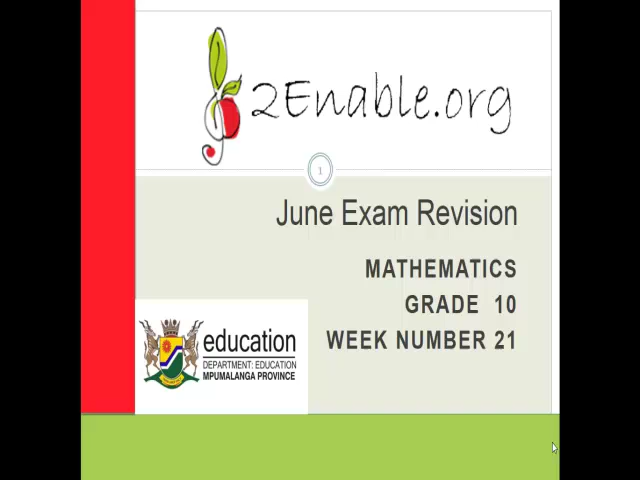 2Enable.org
1
June Exam Revision
MATHEMATICS
GRADE 10
WEEK NUMBER 21
education
DEPARTMENT: EDUCATION
MPUMALANGA PROVINCE